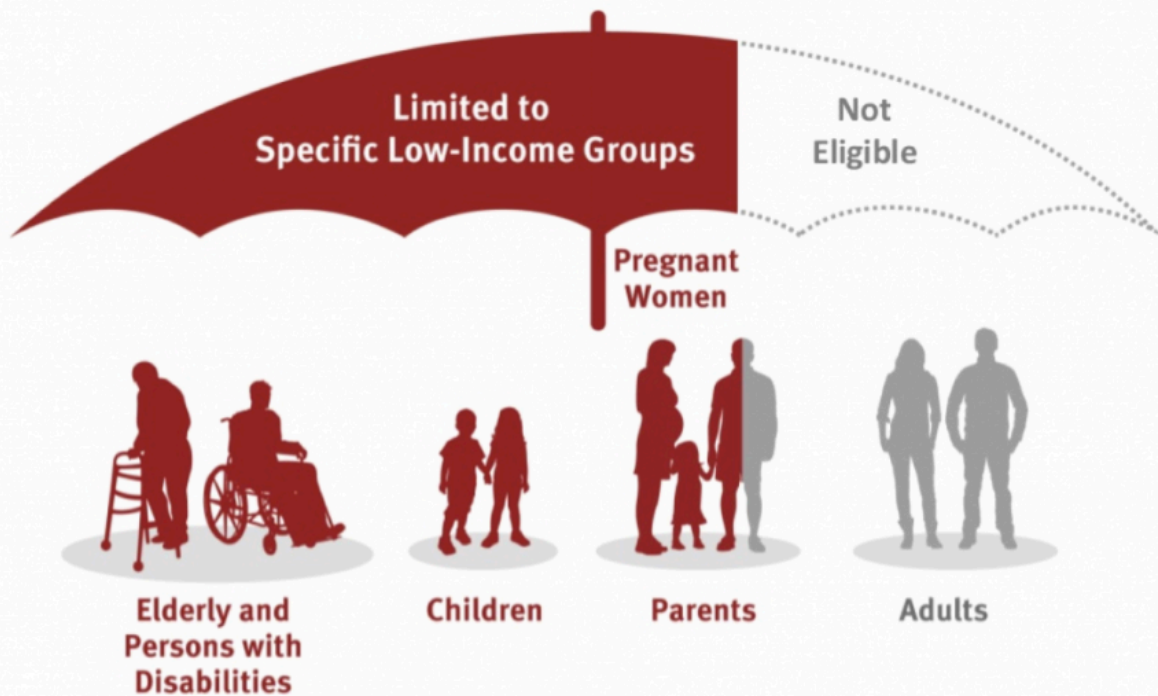 Limited to
Specific Low-Income Groups
Not
Eligible
Pregnant
Women
Elderly and
Persons with
Disabilities
Children
Parents
Adults